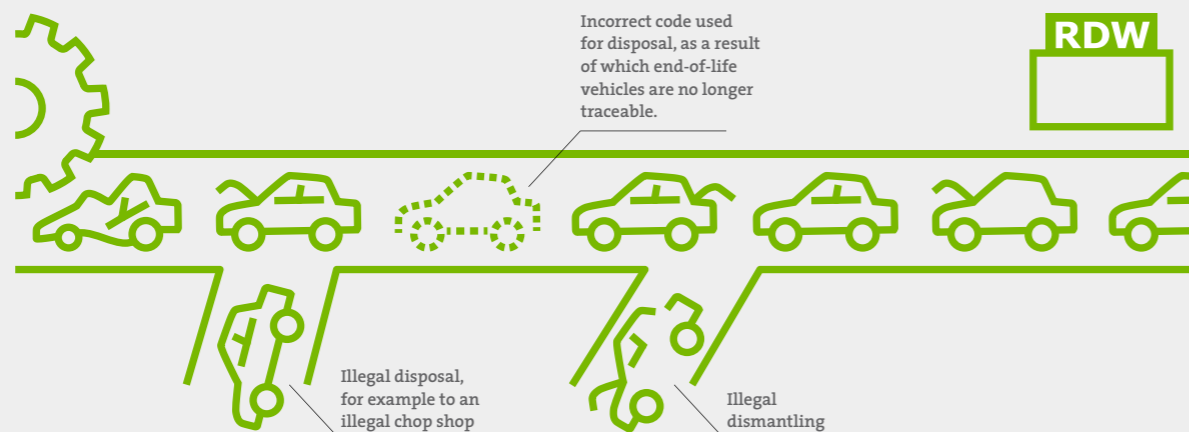 Incorrect code used
for disposal, as a result
of which end-of-life
vehicles are no longer
traceable.
RDW
Illegal disposal,
for example to an
illegal chop shop
Illegal
dismantling